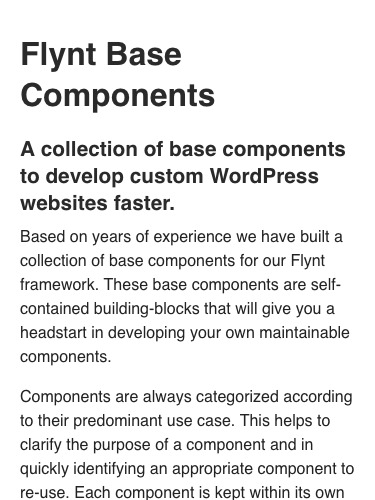 Flynt Base
Components
A collection of base components
to develop custom WordPress
websites faster.
Based on years of experience we have built a
collection of base components for our Flynt
framework. These base components are self-
contained building-blocks that will give you a
headstart in developing your own maintainable
components.
Components are always categorized according
to their predominant use case. This helps to
clarify the purpose of a component and in
quickly identifying an appropriate component to
re-use. Each component is kept within its own